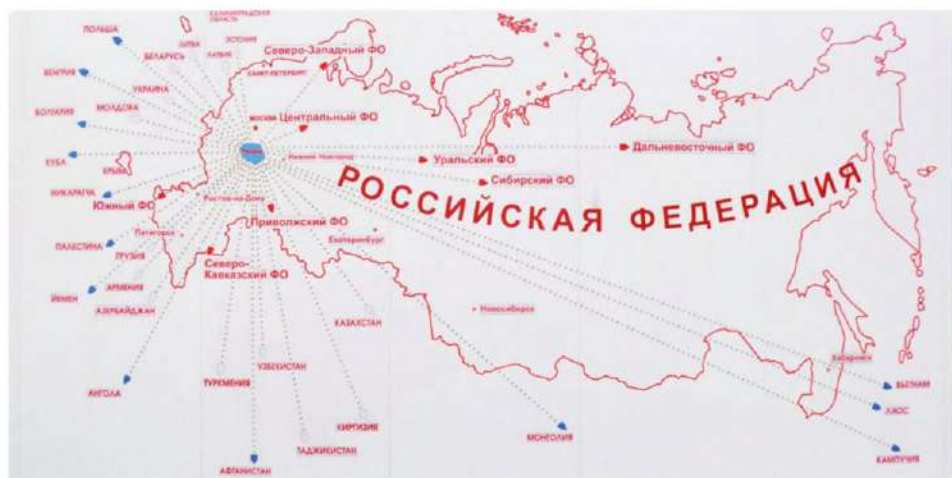 КАЛИНИНГРАДСКАЯ
ОБЛАСТЬ
ПОЛЬША
ЛИТВА
ЭСТОНИЯ
БЕЛАРУСЬ
ЛАТВИЯ
Северо-Западный ФО
ВЕНГРИЯ
САНКТ-ПЕТЕРБУРГ
УКРАИНА
БОЛГАРИЯ
МОЛДОВА
МОСКВА
Центральный ФО
Дальневосточный ФО
КУБА
Нижний Новгород
Уральский ФО
КРЫМ
Сибирский ФО
РОССИЙСКАЯ ФЕДЕРАЦИЯ
НИКАРАГУА
Южный ФО
Ростов-на-Дону
Приволжский ФО
Пятигорск
Екатеринбург
ПАЛЕСТИНА
ГРУЗИЯ
Северо-
Кавказский ФО
ЙЕМЕН
АРМЕНИЯ
АЗЕРБАЙДЖАН
КАЗАХСТАН
Новосибирск
Хабаровск
УЗБЕКИСТАН
ТУРКМЕНИЯ
ВЬЕТНАМ
АНГОЛА
ЛАОС
КИРГИЗИЯ
МОНГОЛИЯ
ТАДЖИКИСТАН
КАМПУЧИЯ
АФГАНИСТАН